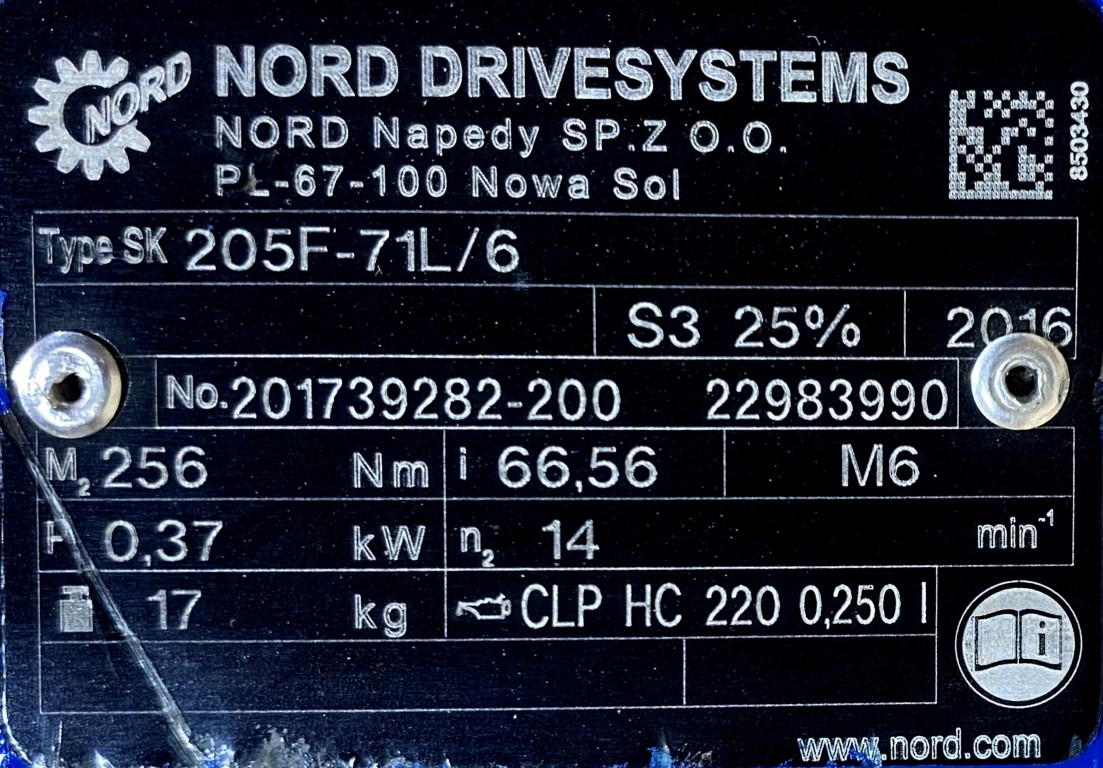 NORD
NORD DRIVESYSTEMS
NORD Napedy SP.Z O.O.
PL-67-100 Nowa Sol
8503430
Type SK 205F-71L/6
S3 25% 2016
No.201739282-200 22983990
M₂ 256 Nm i 66,56 M6
P 0,37 kW n₂ 14 min⁻¹
17 kg CLP HC 220 0,250 l
i
www.nord.com